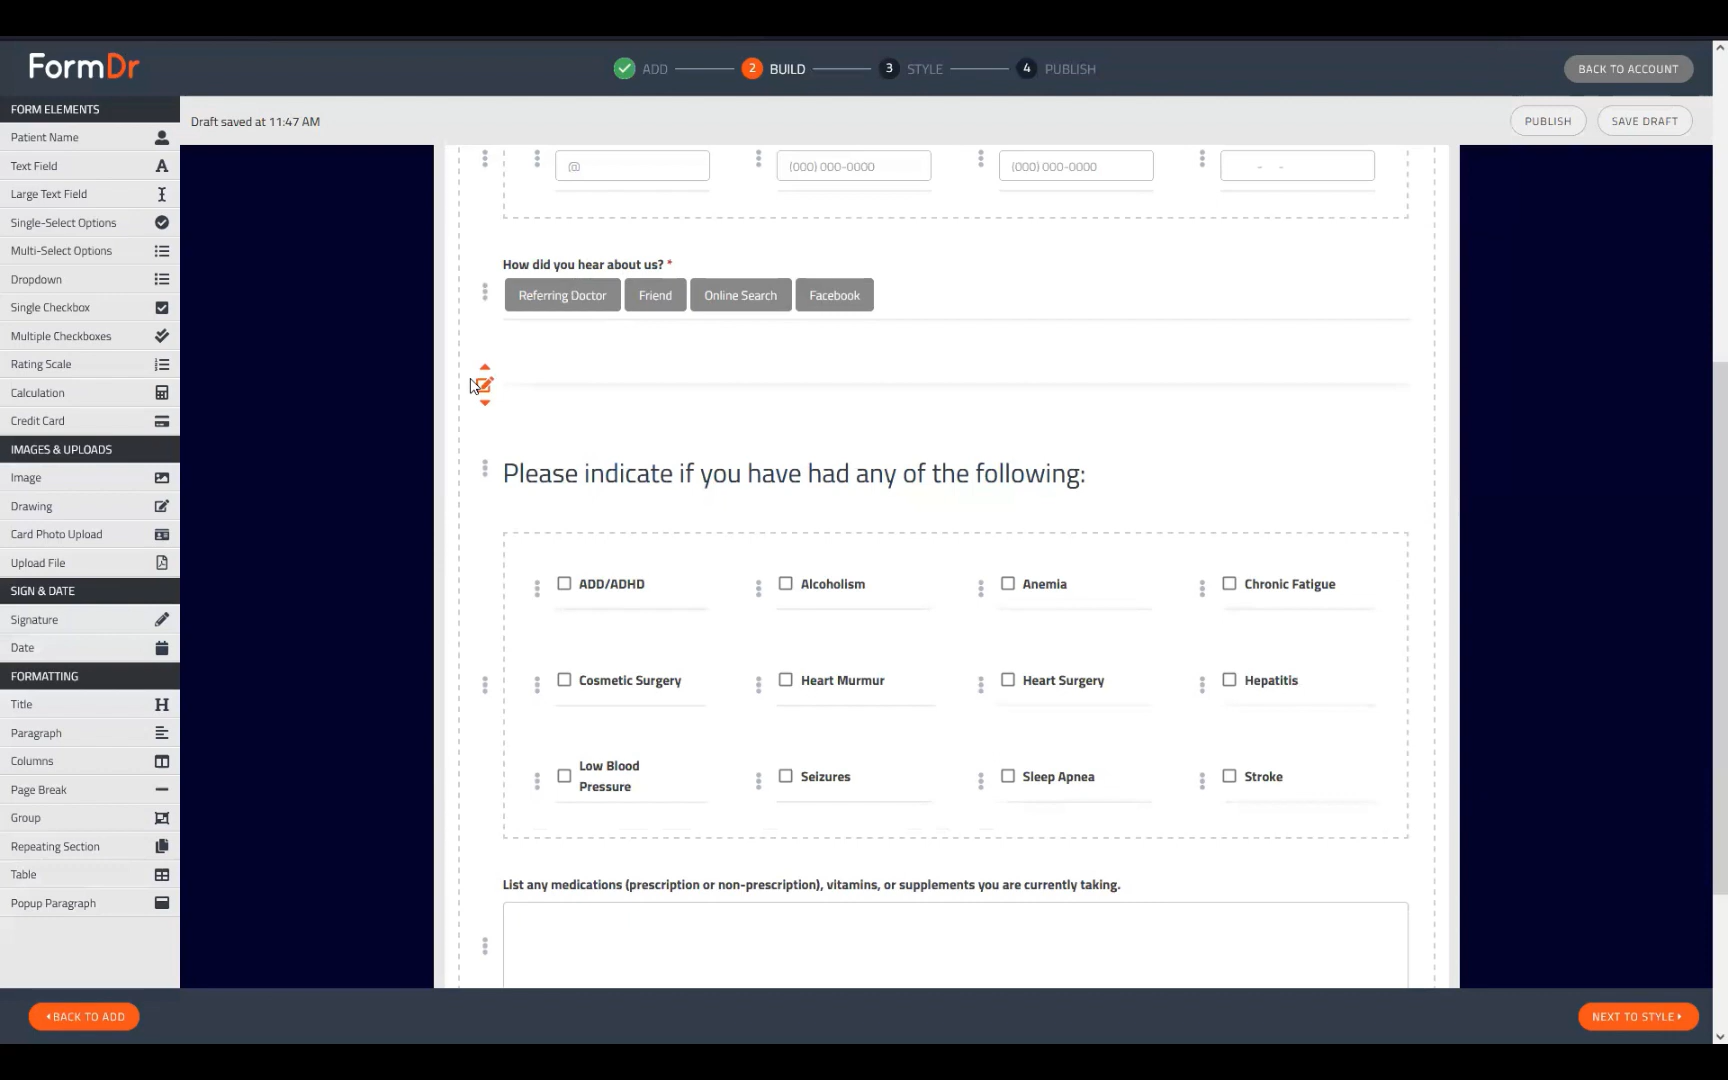 FormDr
ADD
2 BUILD
3 STYLE
4 PUBLISH
BACK TO ACCOUNT
FORM ELEMENTS
Patient Name
Text Field
Large Text Field
Single-Select Options
Multi-Select Options
Dropdown
Single Checkbox
Multiple Checkboxes
Rating Scale
Calculation
Credit Card
IMAGES & UPLOADS
Image
Drawing
Card Photo Upload
Upload File
SIGN & DATE
Signature
Date
FORMATTING
Title
Paragraph
Columns
Page Break
Group
Repeating Section
Table
Popup Paragraph
Draft saved at 11:47 AM
PUBLISH
SAVE DRAFT
@
(000) 000-0000
(000) 000-0000
- -
How did you hear about us? *
Referring Doctor
Friend
Online Search
Facebook
Please indicate if you have had any of the following:
ADD/ADHD
Alcoholism
Anemia
Chronic Fatigue
Cosmetic Surgery
Heart Murmur
Heart Surgery
Hepatitis
Low Blood
Pressure
Seizures
Sleep Apnea
Stroke
List any medications (prescription or non-prescription), vitamins, or supplements you are currently taking.
BACK TO ADD
NEXT TO STYLE